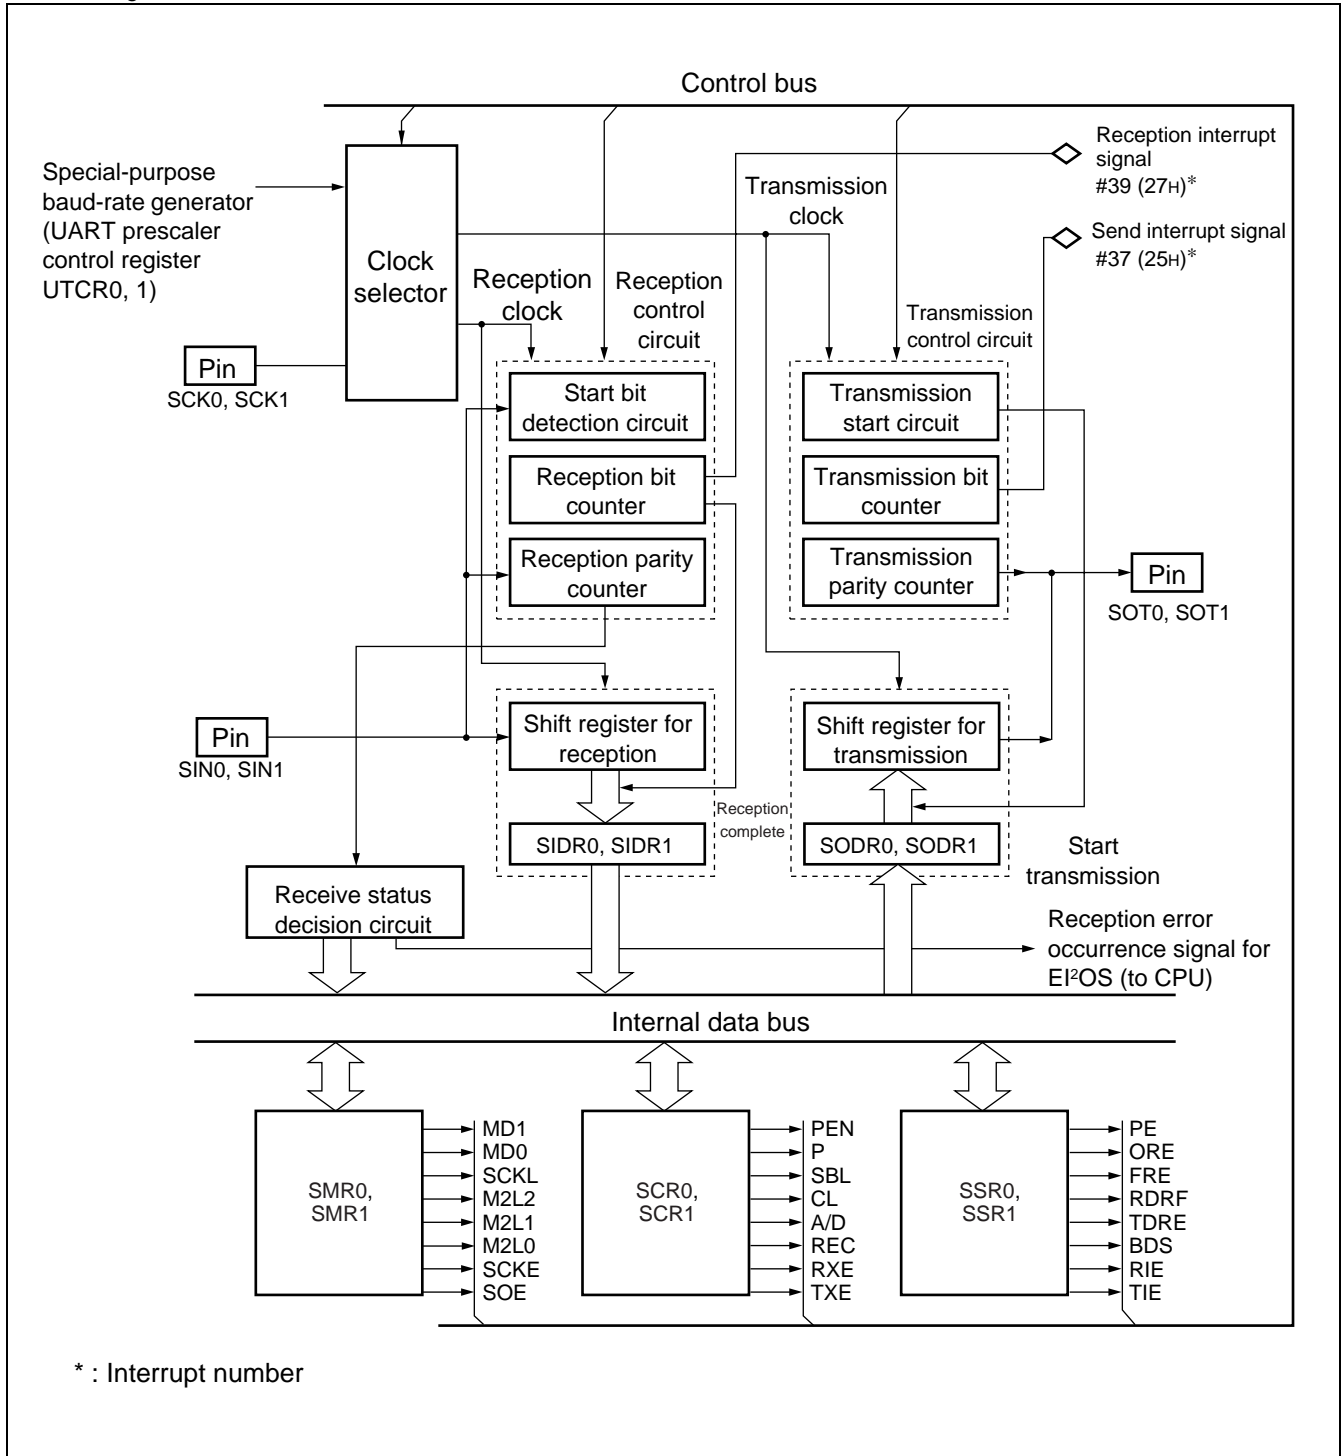 Control bus
Special-purpose
baud-rate generator
(UART prescaler
control register
UTCR0, 1)
Clock
selector
Pin
SCK0, SCK1
Reception
clock
Reception
control
circuit
Transmission
clock
Transmission
control circuit
Reception interrupt
signal
#39 (27H)*
Send interrupt signal
#37 (25H)*
Start bit
detection circuit
Reception bit
counter
Reception parity
counter
Transmission
start circuit
Transmission bit
counter
Transmission
parity counter
Pin
SOT0, SOT1
Pin
SIN0, SIN1
Shift register for
reception
Shift register for
transmission
Reception
complete
SIDR0, SIDR1
SODR0, SODR1
Start
transmission
Receive status
decision circuit
Reception error
occurrence signal for
EI²OS (to CPU)
Internal data bus
SMR0,
SMR1
MD1
MD0
SCKL
M2L2
M2L1
M2L0
SCKE
SOE
SCR0,
SCR1
PEN
P
SBL
CL
A/D
REC
RXE
TXE
SSR0,
SSR1
PE
ORE
FRE
RDRF
TDRE
BDS
RIE
TIE
* : Interrupt number